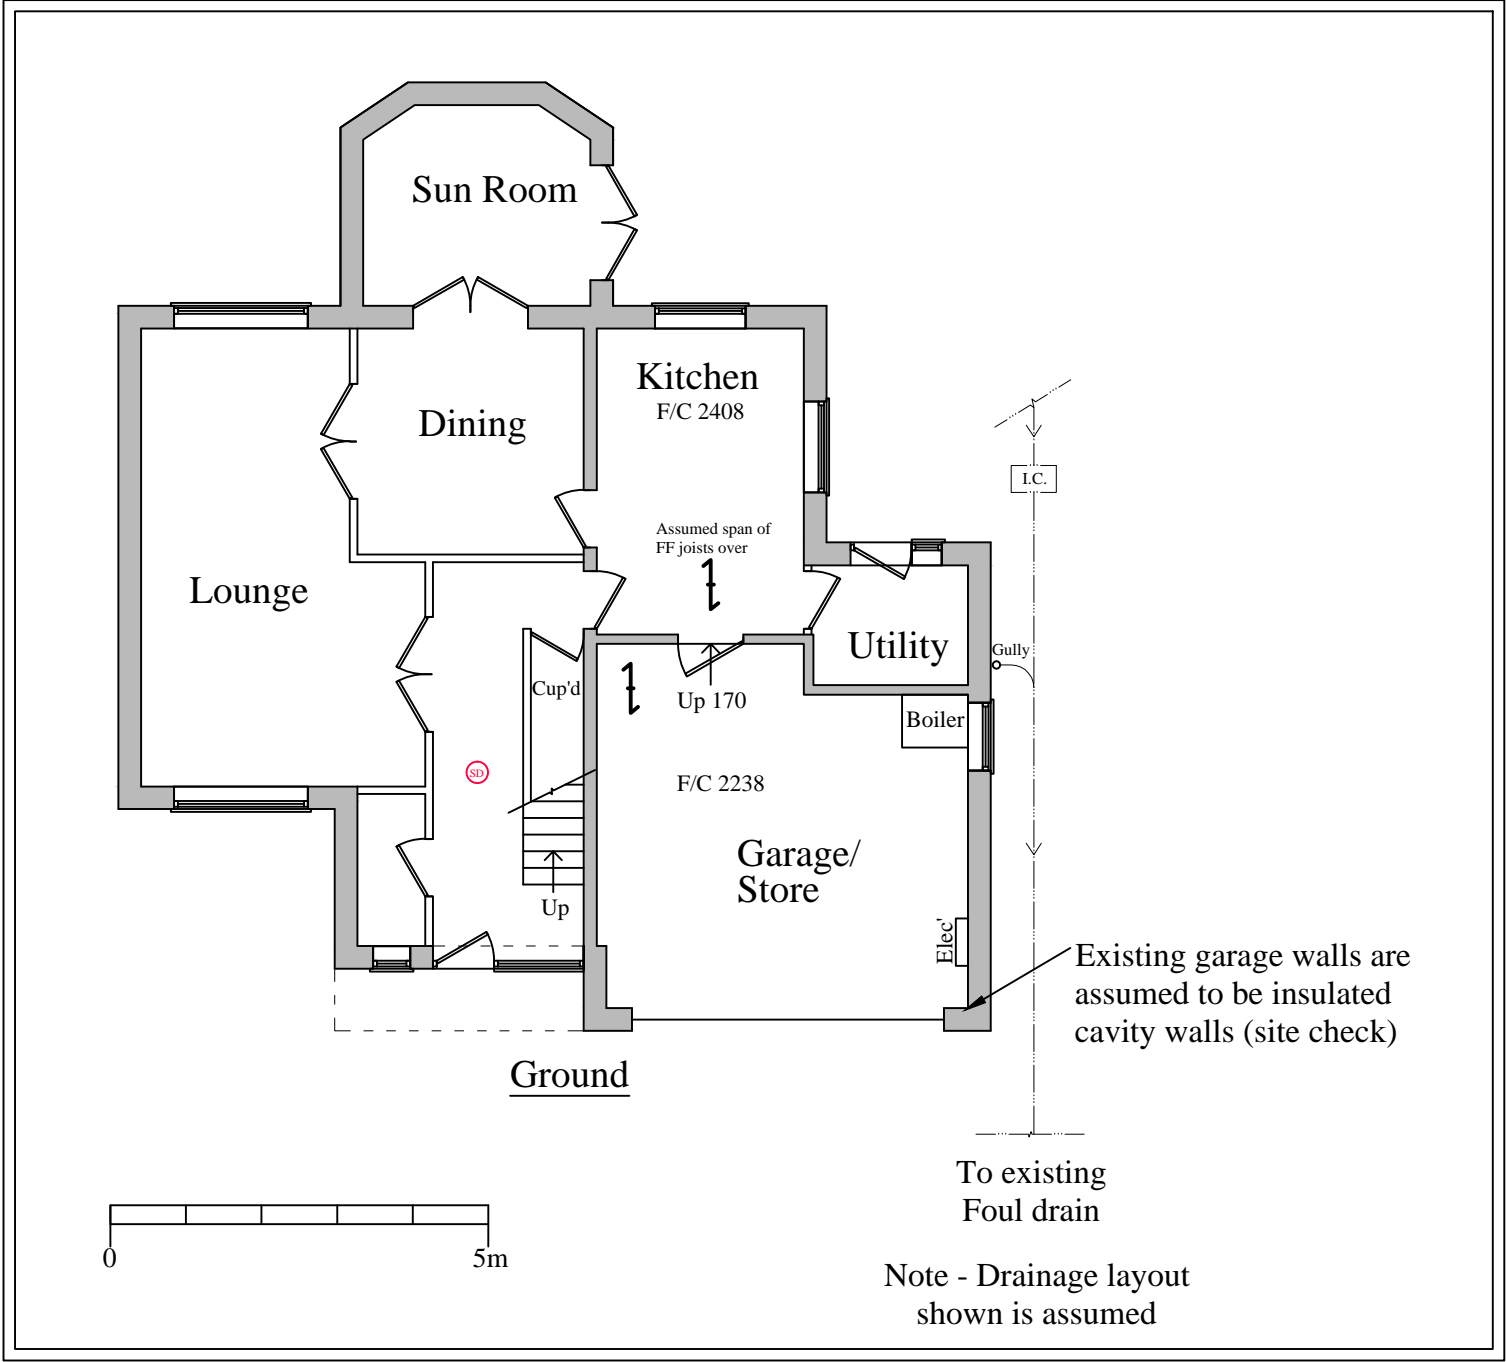 Sun Room
Kitchen
F/C 2408
Dining
I.C.
Assumed span of
FF joists over
Lounge
Utility
Gully
Cup'd
Up 170
Boiler
SD
F/C 2238
Garage/
Store
Up
Elec'
Existing garage walls are
assumed to be insulated
cavity walls (site check)
Ground
To existing
Foul drain
0
5m
Note - Drainage layout
shown is assumed